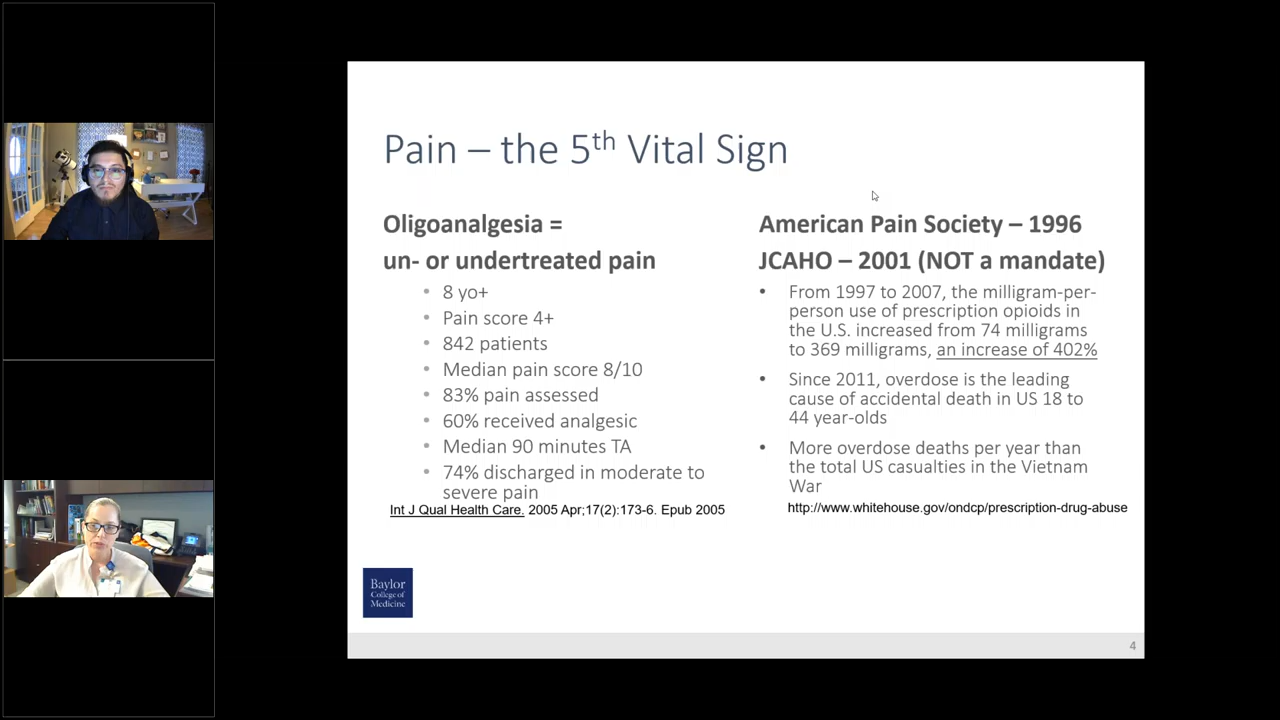 Pain – the 5th Vital Sign
Oligoanalgesia =
un- or undertreated pain
• 8 yo+
• Pain score 4+
• 842 patients
• Median pain score 8/10
• 83% pain assessed
• 60% received analgesic
• Median 90 minutes TA
• 74% discharged in moderate to
severe pain
Int J Qual Health Care. 2005 Apr;17(2):173-6. Epub 2005
American Pain Society – 1996
JCAHO – 2001 (NOT a mandate)
• From 1997 to 2007, the milligram-per-
person use of prescription opioids in
the U.S. increased from 74 milligrams
to 369 milligrams, an increase of 402%
• Since 2011, overdose is the leading
cause of accidental death in US 18 to
44 year-olds
• More overdose deaths per year than
the total US casualties in the Vietnam
War
http://www.whitehouse.gov/ondcp/prescription-drug-abuse
Baylor
College of
Medicine
4